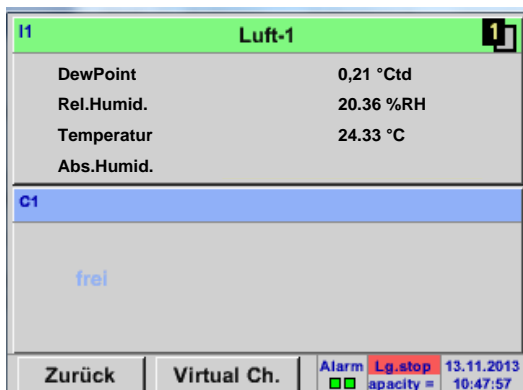 I1 Luft-1 1
DewPoint 0,21 °Ctd
Rel.Humid. 20.36 %RH
Temperatur 24.33 °C
Abs.Humid.
C1
frei
Zurück Virtual Ch. Alarm Lg.stop 13.11.2013
apacity = 10:47:57